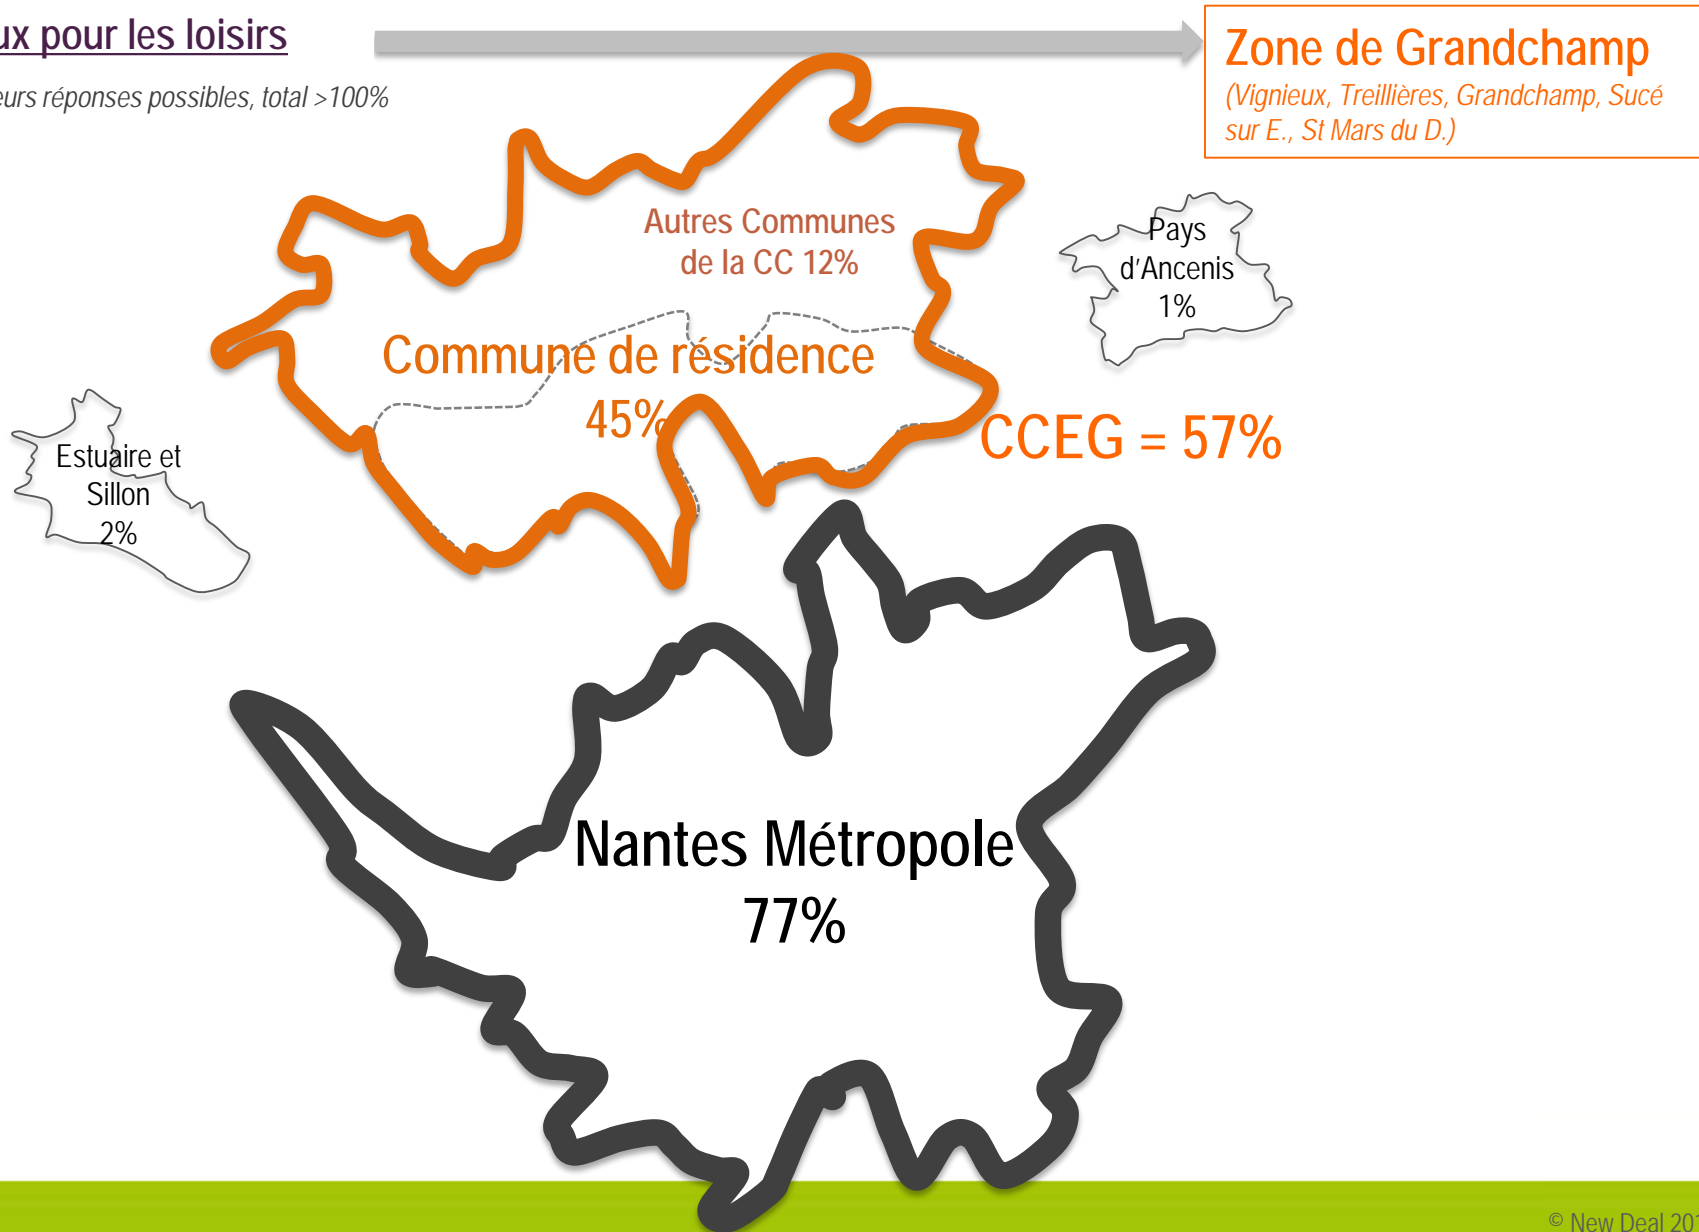 ux pour les loisirs
eurs réponses possibles, total >100%
Zone de Grandchamp
(Vignieux, Treillières, Grandchamp, Sucé
sur E., St Mars du D.)
Autres Communes
de la CC 12%
Pays
d'Ancenis
1%
Commune de résidence
45%
CCEG = 57%
Estuaire et
Sillon
2%
Nantes Métropole
77%
© New Deal 201